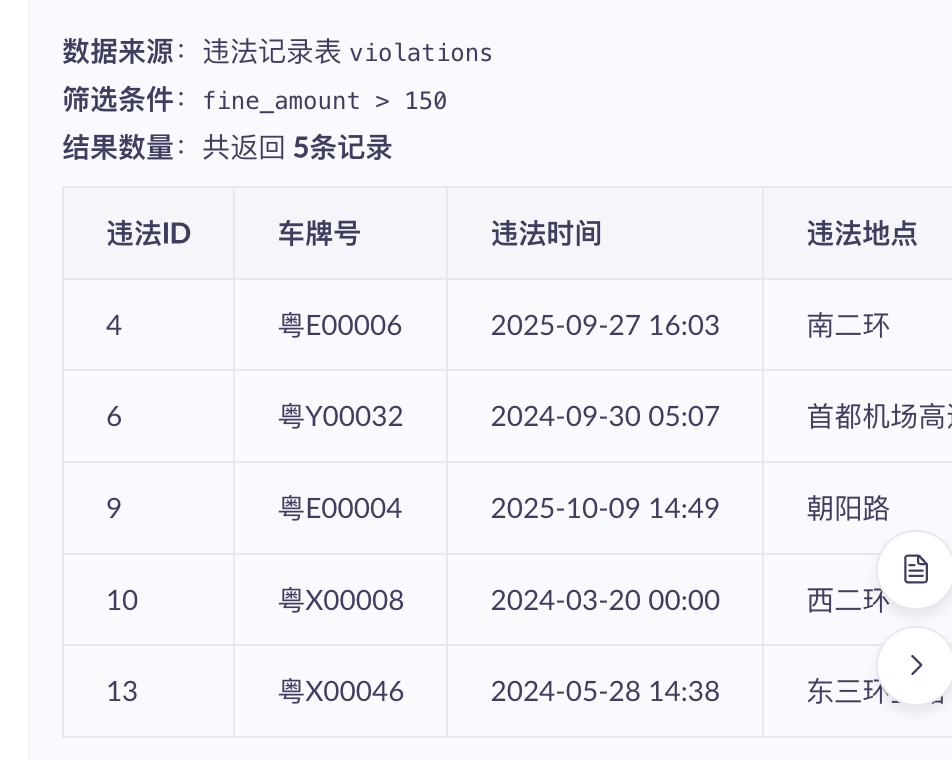 数据来源：违法记录表 violations
筛选条件：fine_amount > 150
结果数量：共返回 5条记录
违法ID 车牌号 违法时间 违法地点
4 粤E00006 2025-09-27 16:03 南二环
6 粤Y00032 2024-09-30 05:07 首都机场高
9 粤E00004 2025-10-09 14:49 朝阳路
10 粤X00008 2024-03-20 00:00 西二环
13 粤X00046 2024-05-28 14:38 东三环